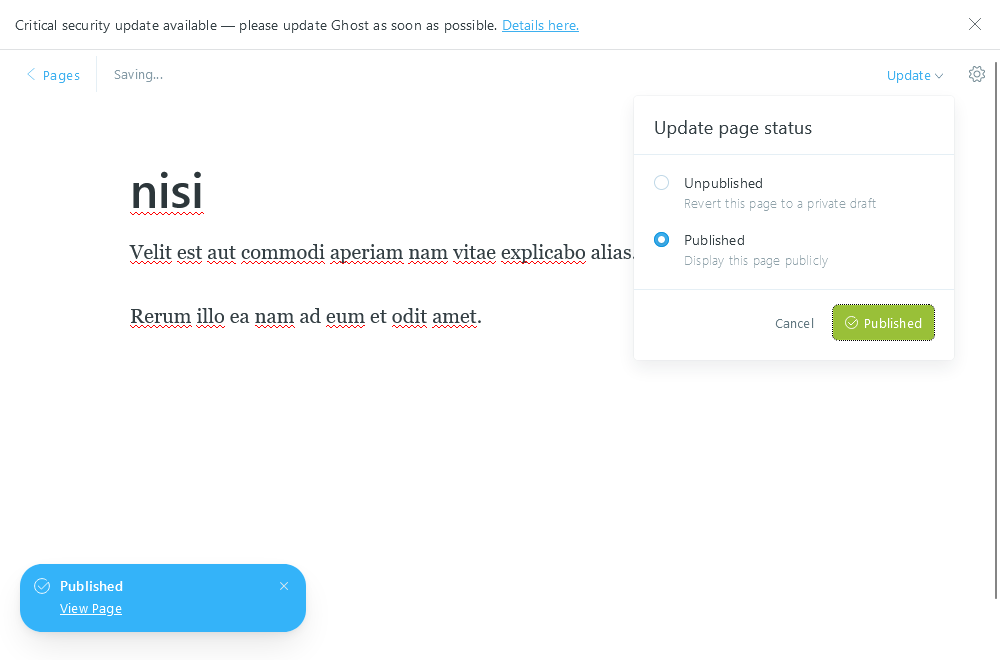 Critical security update available — please update Ghost as soon as possible. Details here.
Pages
Saving...
Update
Update page status
Unpublished
Revert this page to a private draft
Published
Display this page publicly
Cancel
Published
nisi
Velit est aut commodi aperiam nam vitae explicabo alias.
Rerum illo ea nam ad eum et odit amet.
Published
View Page